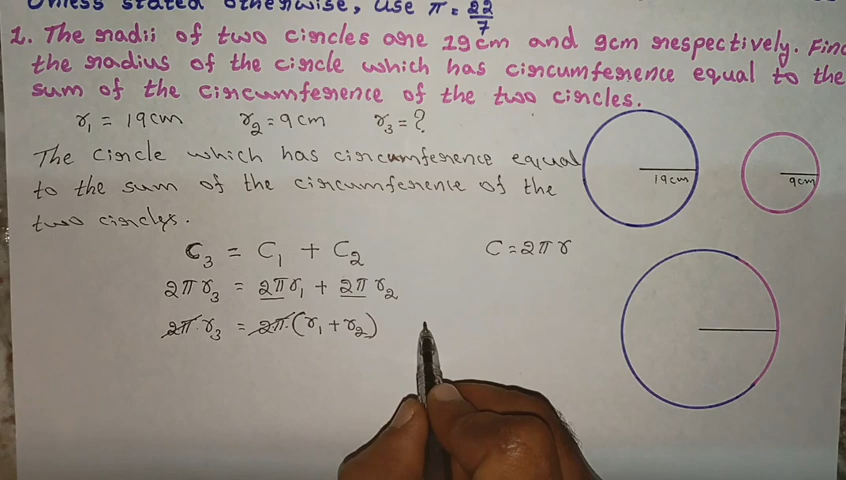 Unless stated otherwise, use π = 22/7
1. The radii of two circles are 19cm and 9cm respectively. Find
the radius of the circle which has circumference equal to the
sum of the circumference of the two circles.
r₁ = 19cm r₂ = 9cm r₃ = ?
The circle which has circumference equal
to the sum of the circumference of the
two circles.
19cm
9cm
C₃ = C₁ + C₂ C = 2πr
2πr₃ = 2πr₁ + 2πr₂
2π·r₃ = 2π·(r₁ + r₂)